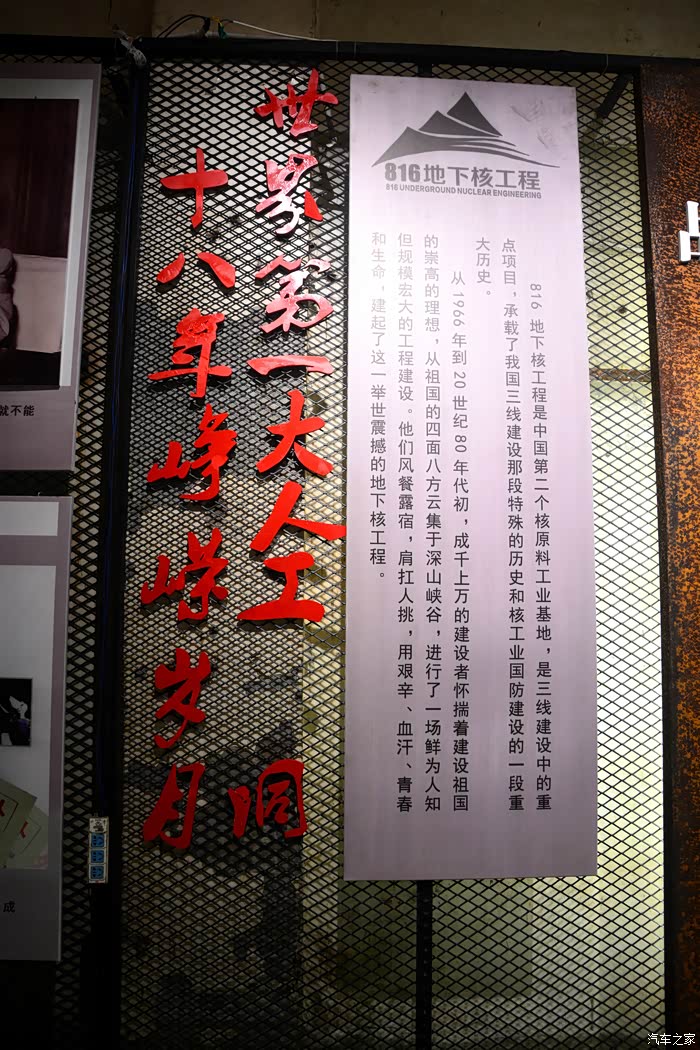 816地下核工程
816 UNDERGROUND NUCLEAR ENGINEERING
816 地下核工程是中国第二个核原料工业基地，是三线建设中的重
点项目，承载了我国三线建设那段特殊的历史和核工业国防建设的一段重
大历史。
从 1966 年到 20 世纪 80 年代初，成千上万的建设者怀揣着建设祖国
的崇高的理想，从祖国的四面八方云集于深山峡谷，进行了一场鲜为人知
但规模宏大的工程建设。他们风餐露宿，肩扛人挑，用艰辛、血汗、青春
和生命，建起了这一举世震撼的地下核工程。
世界第一大人工洞
十八年峥嵘岁月
就不能
成
汽车之家